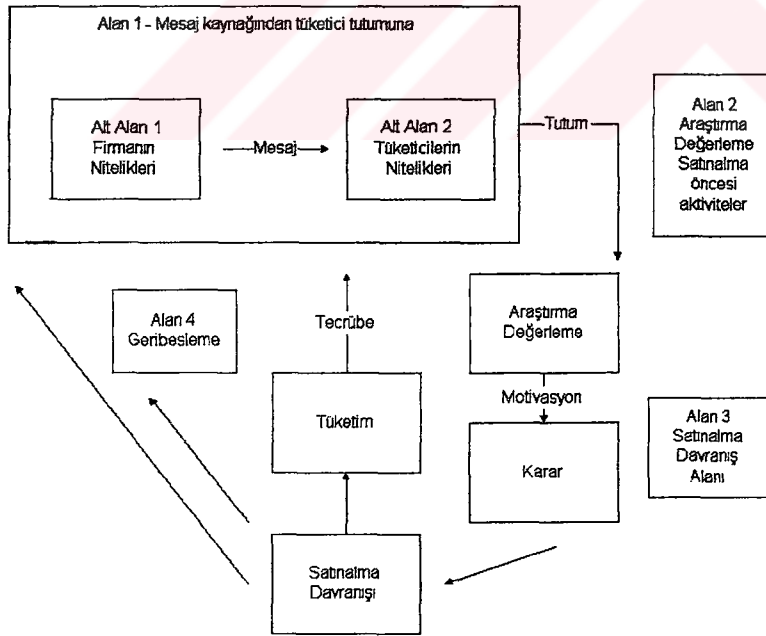 Alan 1 - Mesaj kaynağından tüketici tutumuna
Alt Alan 1
Firmanın
Nitelikleri
Mesaj
Alt Alan 2
Tüketicilerin
Nitelikleri
Tutum
Alan 2
Araştırma
Değerleme
Satınalma
öncesi
aktiviteler
Alan 4
Geribesleme
Tecrübe
Araştırma
Değerleme
Motivasyon
Tüketim
Karar
Alan 3
Satınalma
Davranış
Alanı
Satınalma
Davranışı